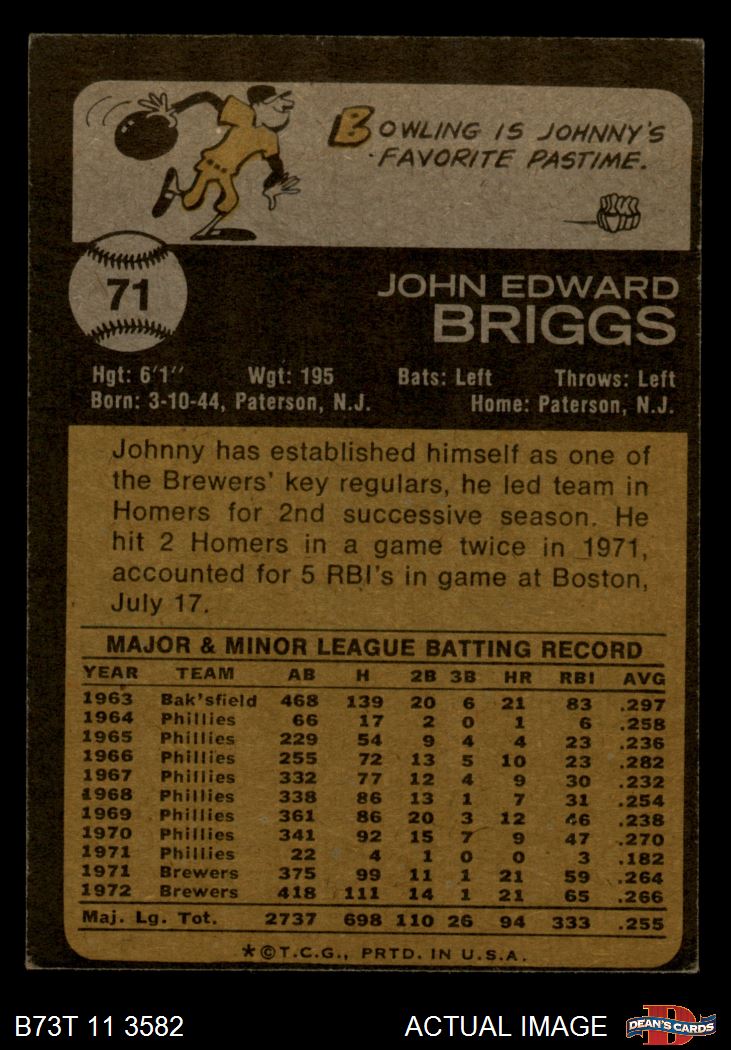 BOWLING IS JOHNNY'S
FAVORITE PASTIME.
71
JOHN EDWARD
BRIGGS
Hgt: 6'1" Wgt: 195 Bats: Left Throws: Left
Born: 3-10-44, Paterson, N.J. Home: Paterson, N.J.
Johnny has established himself as one of
the Brewers' key regulars, he led team in
Homers for 2nd successive season. He
hit 2 Homers in a game twice in 1971,
accounted for 5 RBI's in game at Boston,
July 17.
MAJOR & MINOR LEAGUE BATTING RECORD
YEAR TEAM AB H 2B 3B HR RBI AVG
1963 Bak'sfield 468 139 20 6 21 83 .297
1964 Phillies 66 17 2 0 1 6 .258
1965 Phillies 229 54 9 4 4 23 .236
1966 Phillies 255 72 13 5 10 23 .282
1967 Phillies 332 77 12 4 9 30 .232
1968 Phillies 338 86 13 1 7 31 .254
1969 Phillies 361 86 20 3 12 46 .238
1970 Phillies 341 92 15 7 9 47 .270
1971 Phillies 22 4 1 0 0 3 .182
1971 Brewers 375 99 11 1 21 59 .264
1972 Brewers 418 111 14 1 21 65 .266
Maj. Lg. Tot. 2737 698 110 26 94 333 .255
*©T.C.G., PRTD. IN U.S.A.
B73T 11 3582 ACTUAL IMAGE DEAN'S CARDS